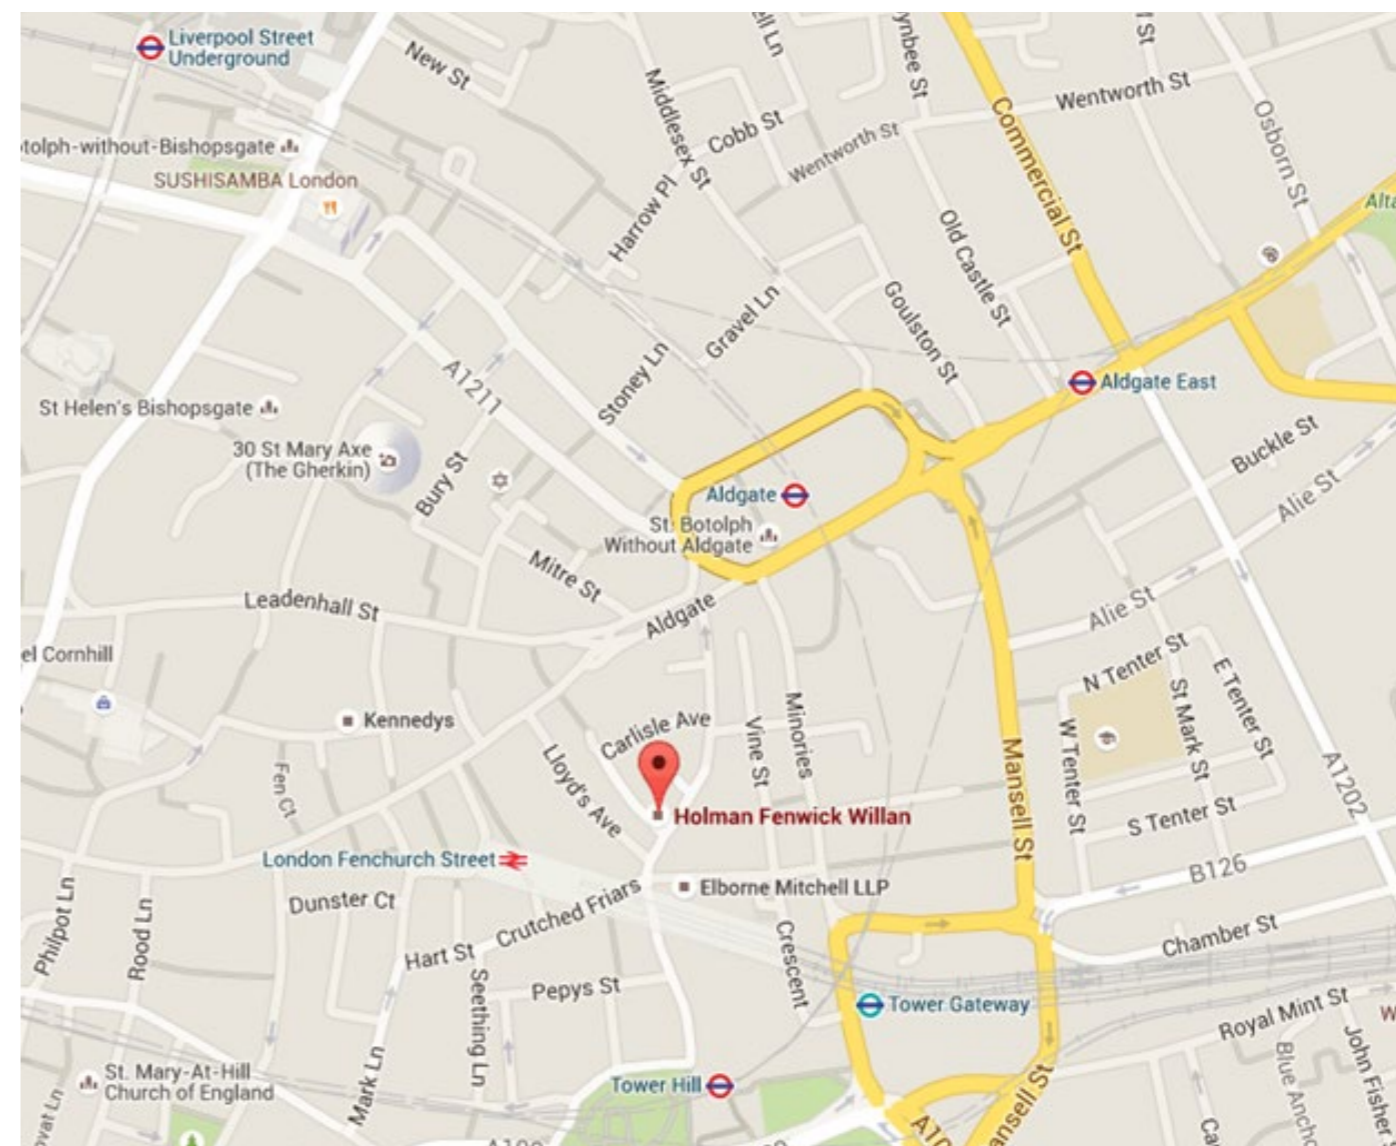 Liverpool Street
Underground
New St
Middlesex St
Cobb St
Wentworth St
Wentworth St
Commercial St
Osborn St
tolph-without-Bishopsgate
SUSHISAMBA London
Harrow Pl
Old Castle St
Goulston St
Gravel Ln
Stoney Ln
A1211
Aldgate East
St Helen's Bishopsgate
30 St Mary Axe
(The Gherkin)
Bury St
Buckle St
Alie St
Aldgate
St. Botolph
Without Aldgate
Mitre St
Leadenhall St
Aldgate
Alie St
el Cornhill
N Tenter St
E Tenter St
St Mark St
W Tenter St
S Tenter St
Kennedys
Carlisle Ave
Lloyd's Ave
Vine St
Minories
Mansell St
A1202
Fen Ct
Holman Fenwick Willan
London Fenchurch Street
Elborne Mitchell LLP
B126
Dunster Ct
Crutched Friars
Philpot Ln
Rood Ln
Hart St
Seething Ln
Pepys St
Crescent
Chamber St
Tower Gateway
Royal Mint St
John Fisher
St. Mary-At-Hill
Church of England
Mark Ln
Tower Hill
ansell St